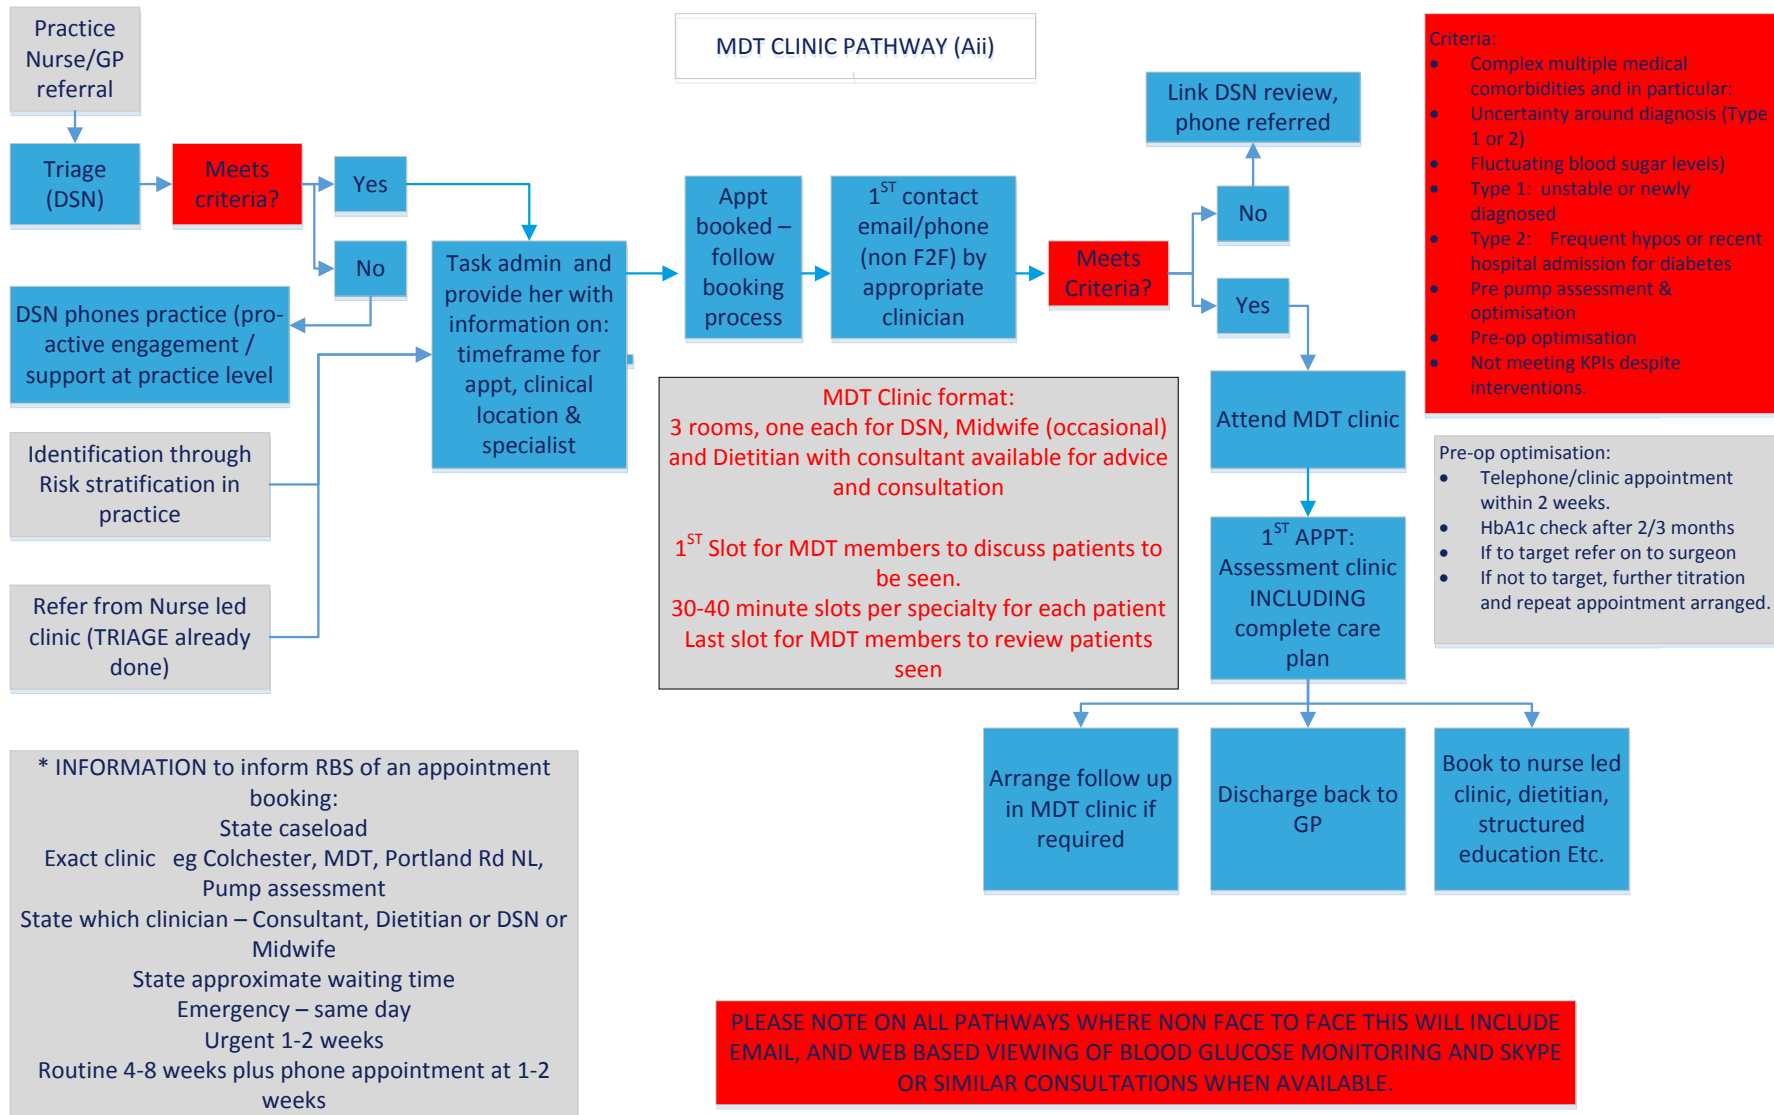 Practice
Nurse/GP
referral
MDT CLINIC PATHWAY (Aii)
Triage
(DSN)
Meets
criteria?
Yes
No
DSN phones practice (pro-
active engagement /
support at practice level
Identification through
Risk stratification in
practice
Refer from Nurse led
clinic (TRIAGE already
done)
Task admin and
provide her with
information on:
timeframe for
appt, clinical
location &
specialist
Appt
booked –
follow
booking
process
1ST contact
email/phone
(non F2F) by
appropriate
clinician
Meets
Criteria?
No
Link DSN review,
phone referred
Yes
Attend MDT clinic
1ST APPT:
Assessment clinic
INCLUDING
complete care
plan
Arrange follow up
in MDT clinic if
required
Discharge back to
GP
Book to nurse led
clinic, dietitian,
structured
education Etc.
MDT Clinic format:
3 rooms, one each for DSN, Midwife (occasional)
and Dietitian with consultant available for advice
and consultation
1ST Slot for MDT members to discuss patients to
be seen.
30-40 minute slots per specialty for each patient
Last slot for MDT members to review patients
seen
Criteria:
• Complex multiple medical
comorbidities and in particular:
• Uncertainty around diagnosis (Type
1 or 2)
• Fluctuating blood sugar levels)
• Type 1: unstable or newly
diagnosed
• Type 2: Frequent hypos or recent
hospital admission for diabetes
• Pre pump assessment &
optimisation
• Pre-op optimisation
• Not meeting KPIs despite
interventions.
Pre-op optimisation:
• Telephone/clinic appointment
within 2 weeks.
• HbA1c check after 2/3 months
• If to target refer on to surgeon
• If not to target, further titration
and repeat appointment arranged.
* INFORMATION to inform RBS of an appointment
booking:
State caseload
Exact clinic eg Colchester, MDT, Portland Rd NL,
Pump assessment
State which clinician – Consultant, Dietitian or DSN or
Midwife
State approximate waiting time
Emergency – same day
Urgent 1-2 weeks
Routine 4-8 weeks plus phone appointment at 1-2
weeks
PLEASE NOTE ON ALL PATHWAYS WHERE NON FACE TO FACE THIS WILL INCLUDE
EMAIL, AND WEB BASED VIEWING OF BLOOD GLUCOSE MONITORING AND SKYPE
OR SIMILAR CONSULTATIONS WHEN AVAILABLE.